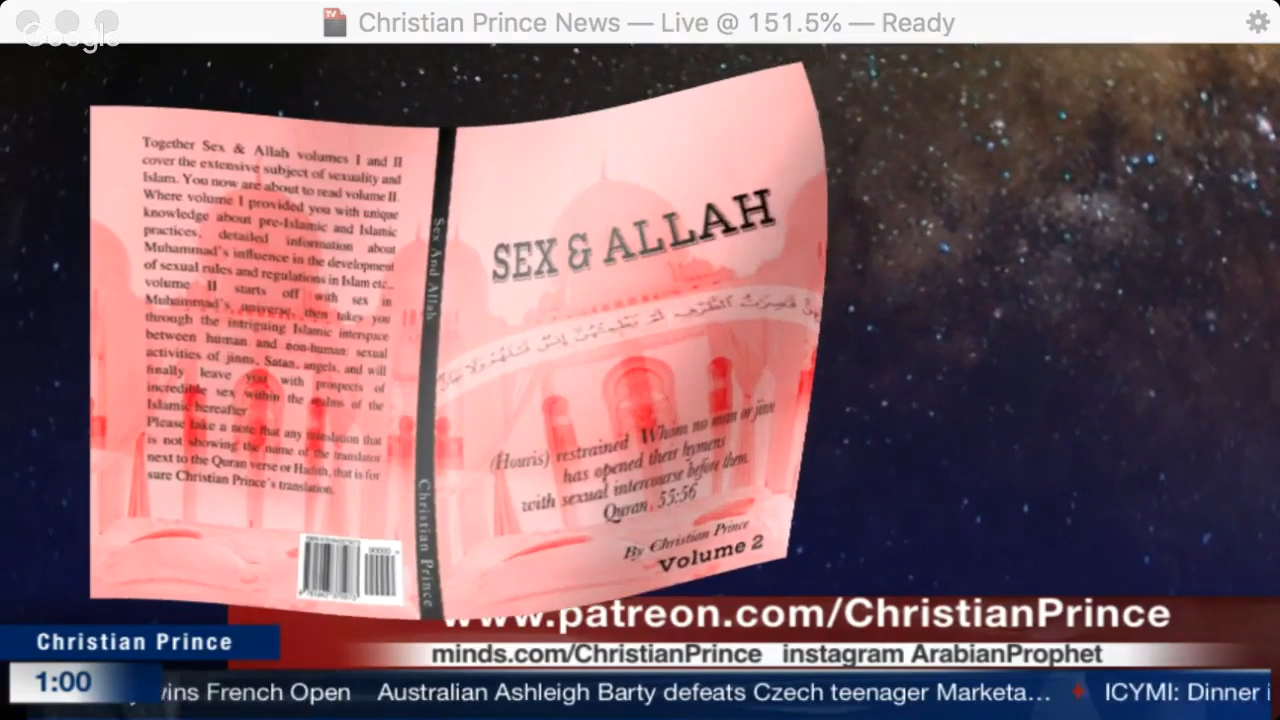 Christian Prince News — Live @ 151.5% — Ready
Google
Together Sex & Allah volumes I and II
cover the extensive subject of sexuality and
Islam. You now are about to read volume II.
Where volume I provided you with unique
knowledge about pre-Islamic and Islamic
practices, detailed information about
Muhammad's influence in the development
of sexual rules and regulations in Islam etc..
volume II starts off with sex in
Muhammad's universe, then takes you
through the intriguing Islamic interspace
between human and non-human: sexual
activities of jinns, Satan, angels, and will
finally leave you with prospects of
incredible sex within the realms of the
Islamic hereafter.
Please take a note that any translation that
is not showing the name of the translator
next to the Quran verse or Hadith, that is for
sure Christian Prince's translation.
90000
Sex And Allah
Christian Prince
SEX & ALLAH
قَاصِرَاتُ الطَّرْفِ لَمْ يَطْمِثْهُنَّ إِنْسٌ قَبْلَهُمْ وَلَا جَانٌّ
(Houris) restrained Whom no man or jinn
has opened their hymens
with sexual intercourse before them.
Quran, 55:56
By Christian Prince
Volume 2
www.patreon.com/ChristianPrince
minds.com/ChristianPrince instagram ArabianProphet
Christian Prince
1:00
wins French Open Australian Ashleigh Barty defeats Czech teenager Marketa... ICYMI: Dinner